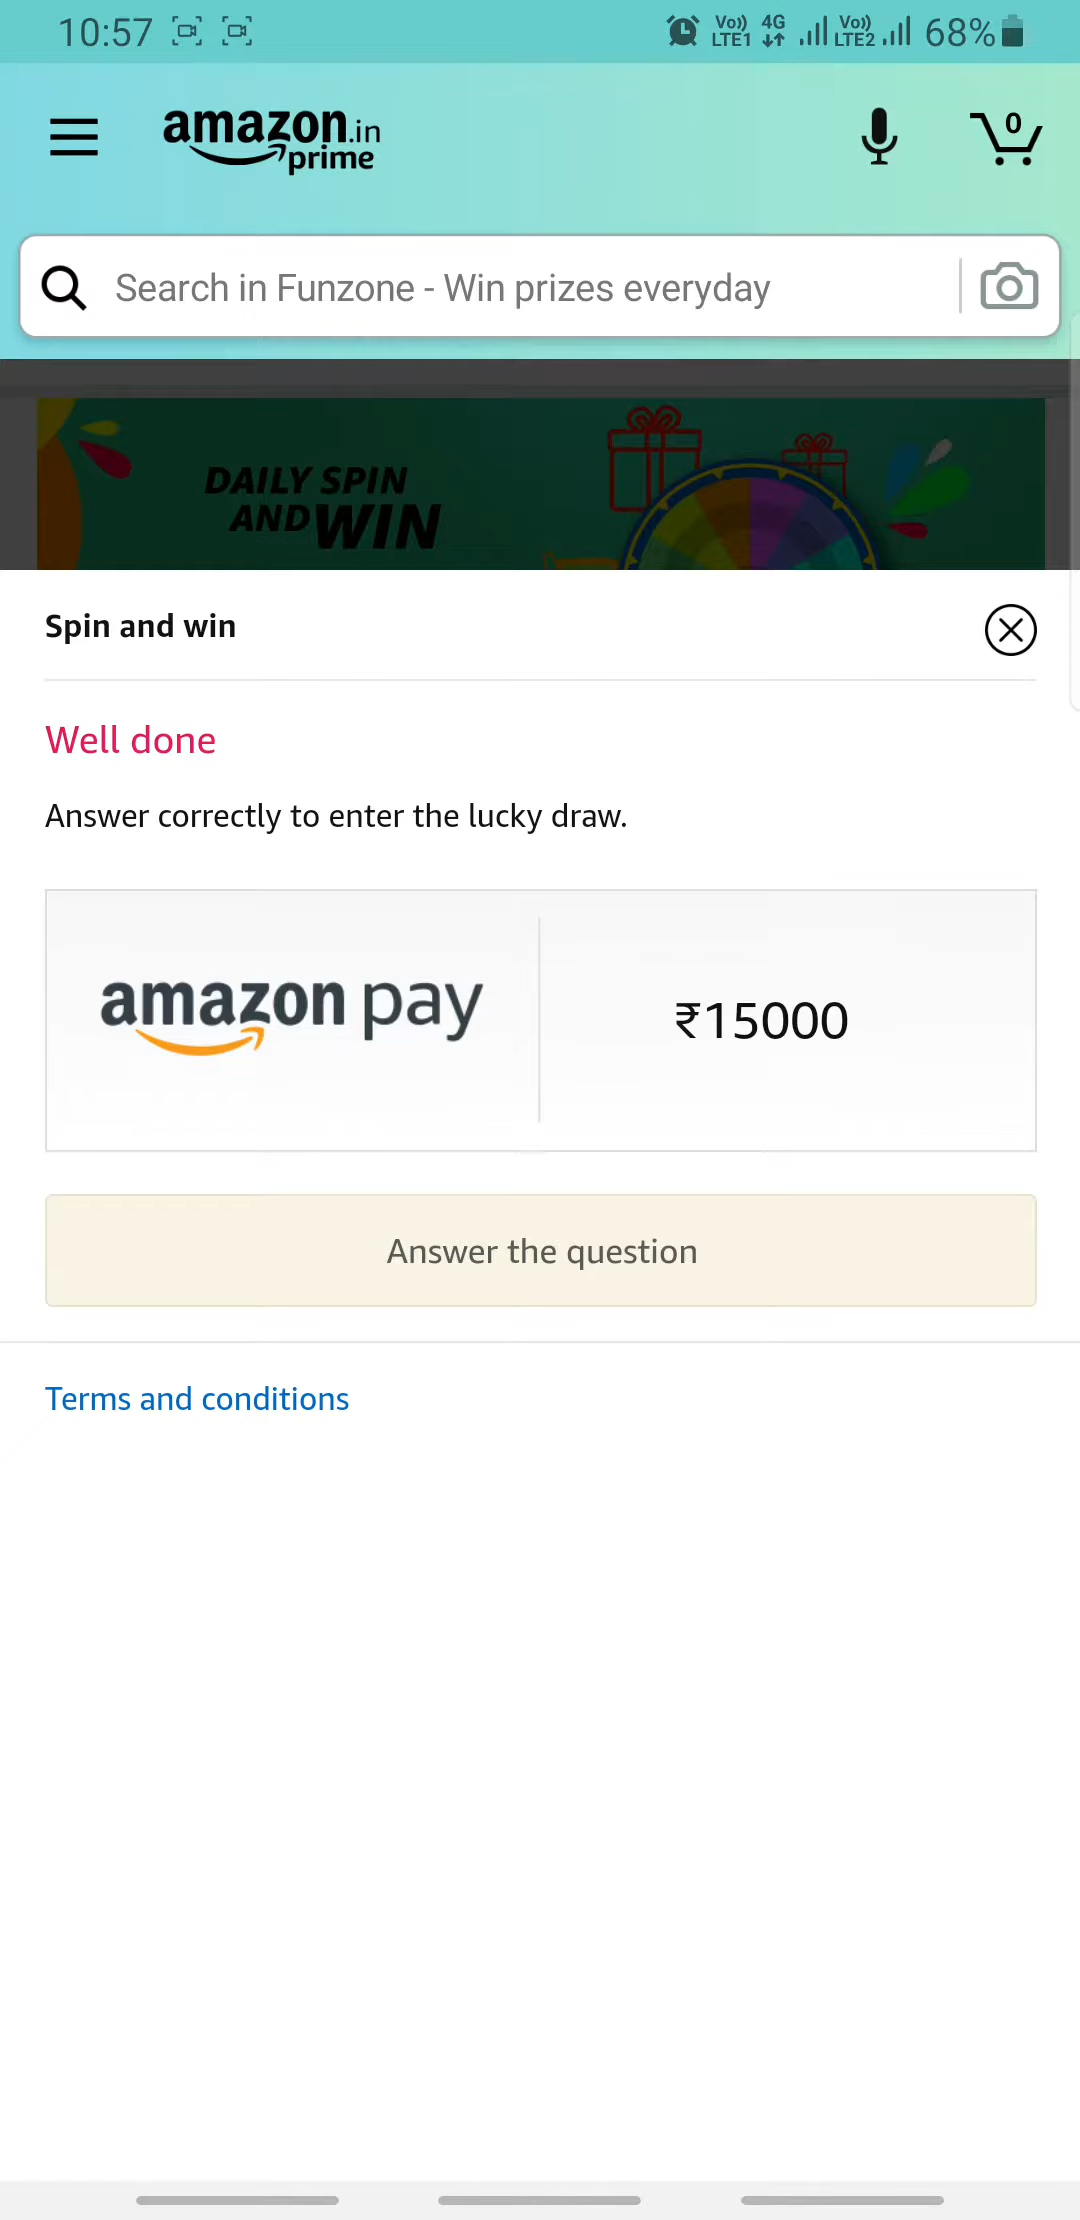 10:57 Vo)) LTE1 4G Vo)) LTE2 68%
amazon.in
prime
0
Search in Funzone - Win prizes everyday
DAILY SPIN
AND WIN
Spin and win
Well done
Answer correctly to enter the lucky draw.
amazon pay ₹15000
Answer the question
Terms and conditions